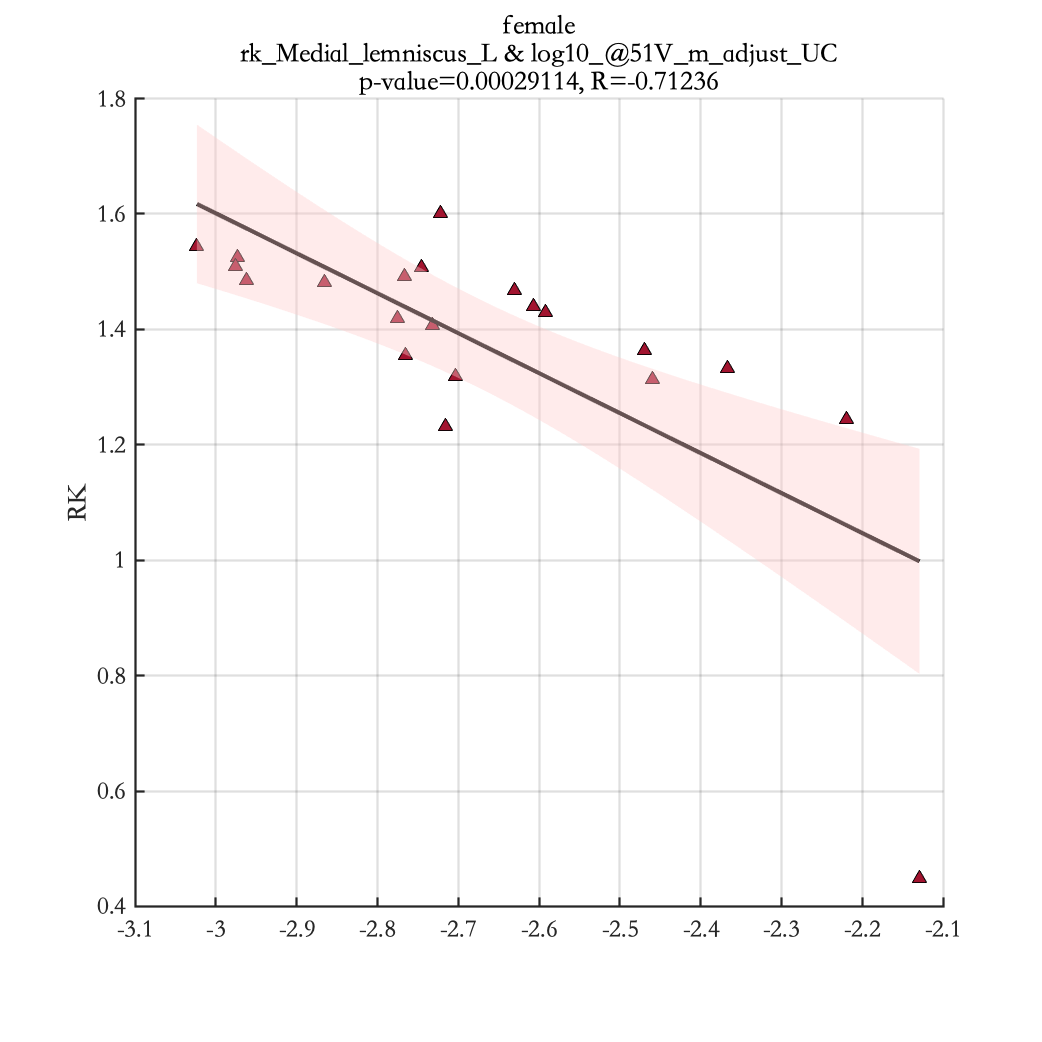 female
rk_Medial_lemniscus_L & log10_@51V_m_adjust_UC
p-value=0.00029114, R=-0.71236
1.8
1.6
1.4
1.2
1
0.8
0.6
0.4
RK
-3.1 -3 -2.9 -2.8 -2.7 -2.6 -2.5 -2.4 -2.3 -2.2 -2.1